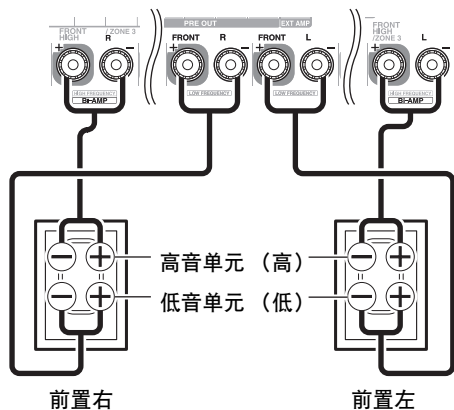 FRONT HIGH /ZONE 3 R
+ −
HIGH FREQUENCY
Bi-AMP
PRE OUT EXT AMP
FRONT R FRONT L
+ − + −
LOW FREQUENCY LOW FREQUENCY
FRONT HIGH /ZONE 3 L
+ −
HIGH FREQUENCY
Bi-AMP
− + 高音单元 （高） − +
− + 低音单元 （低） − +
前置右 前置左